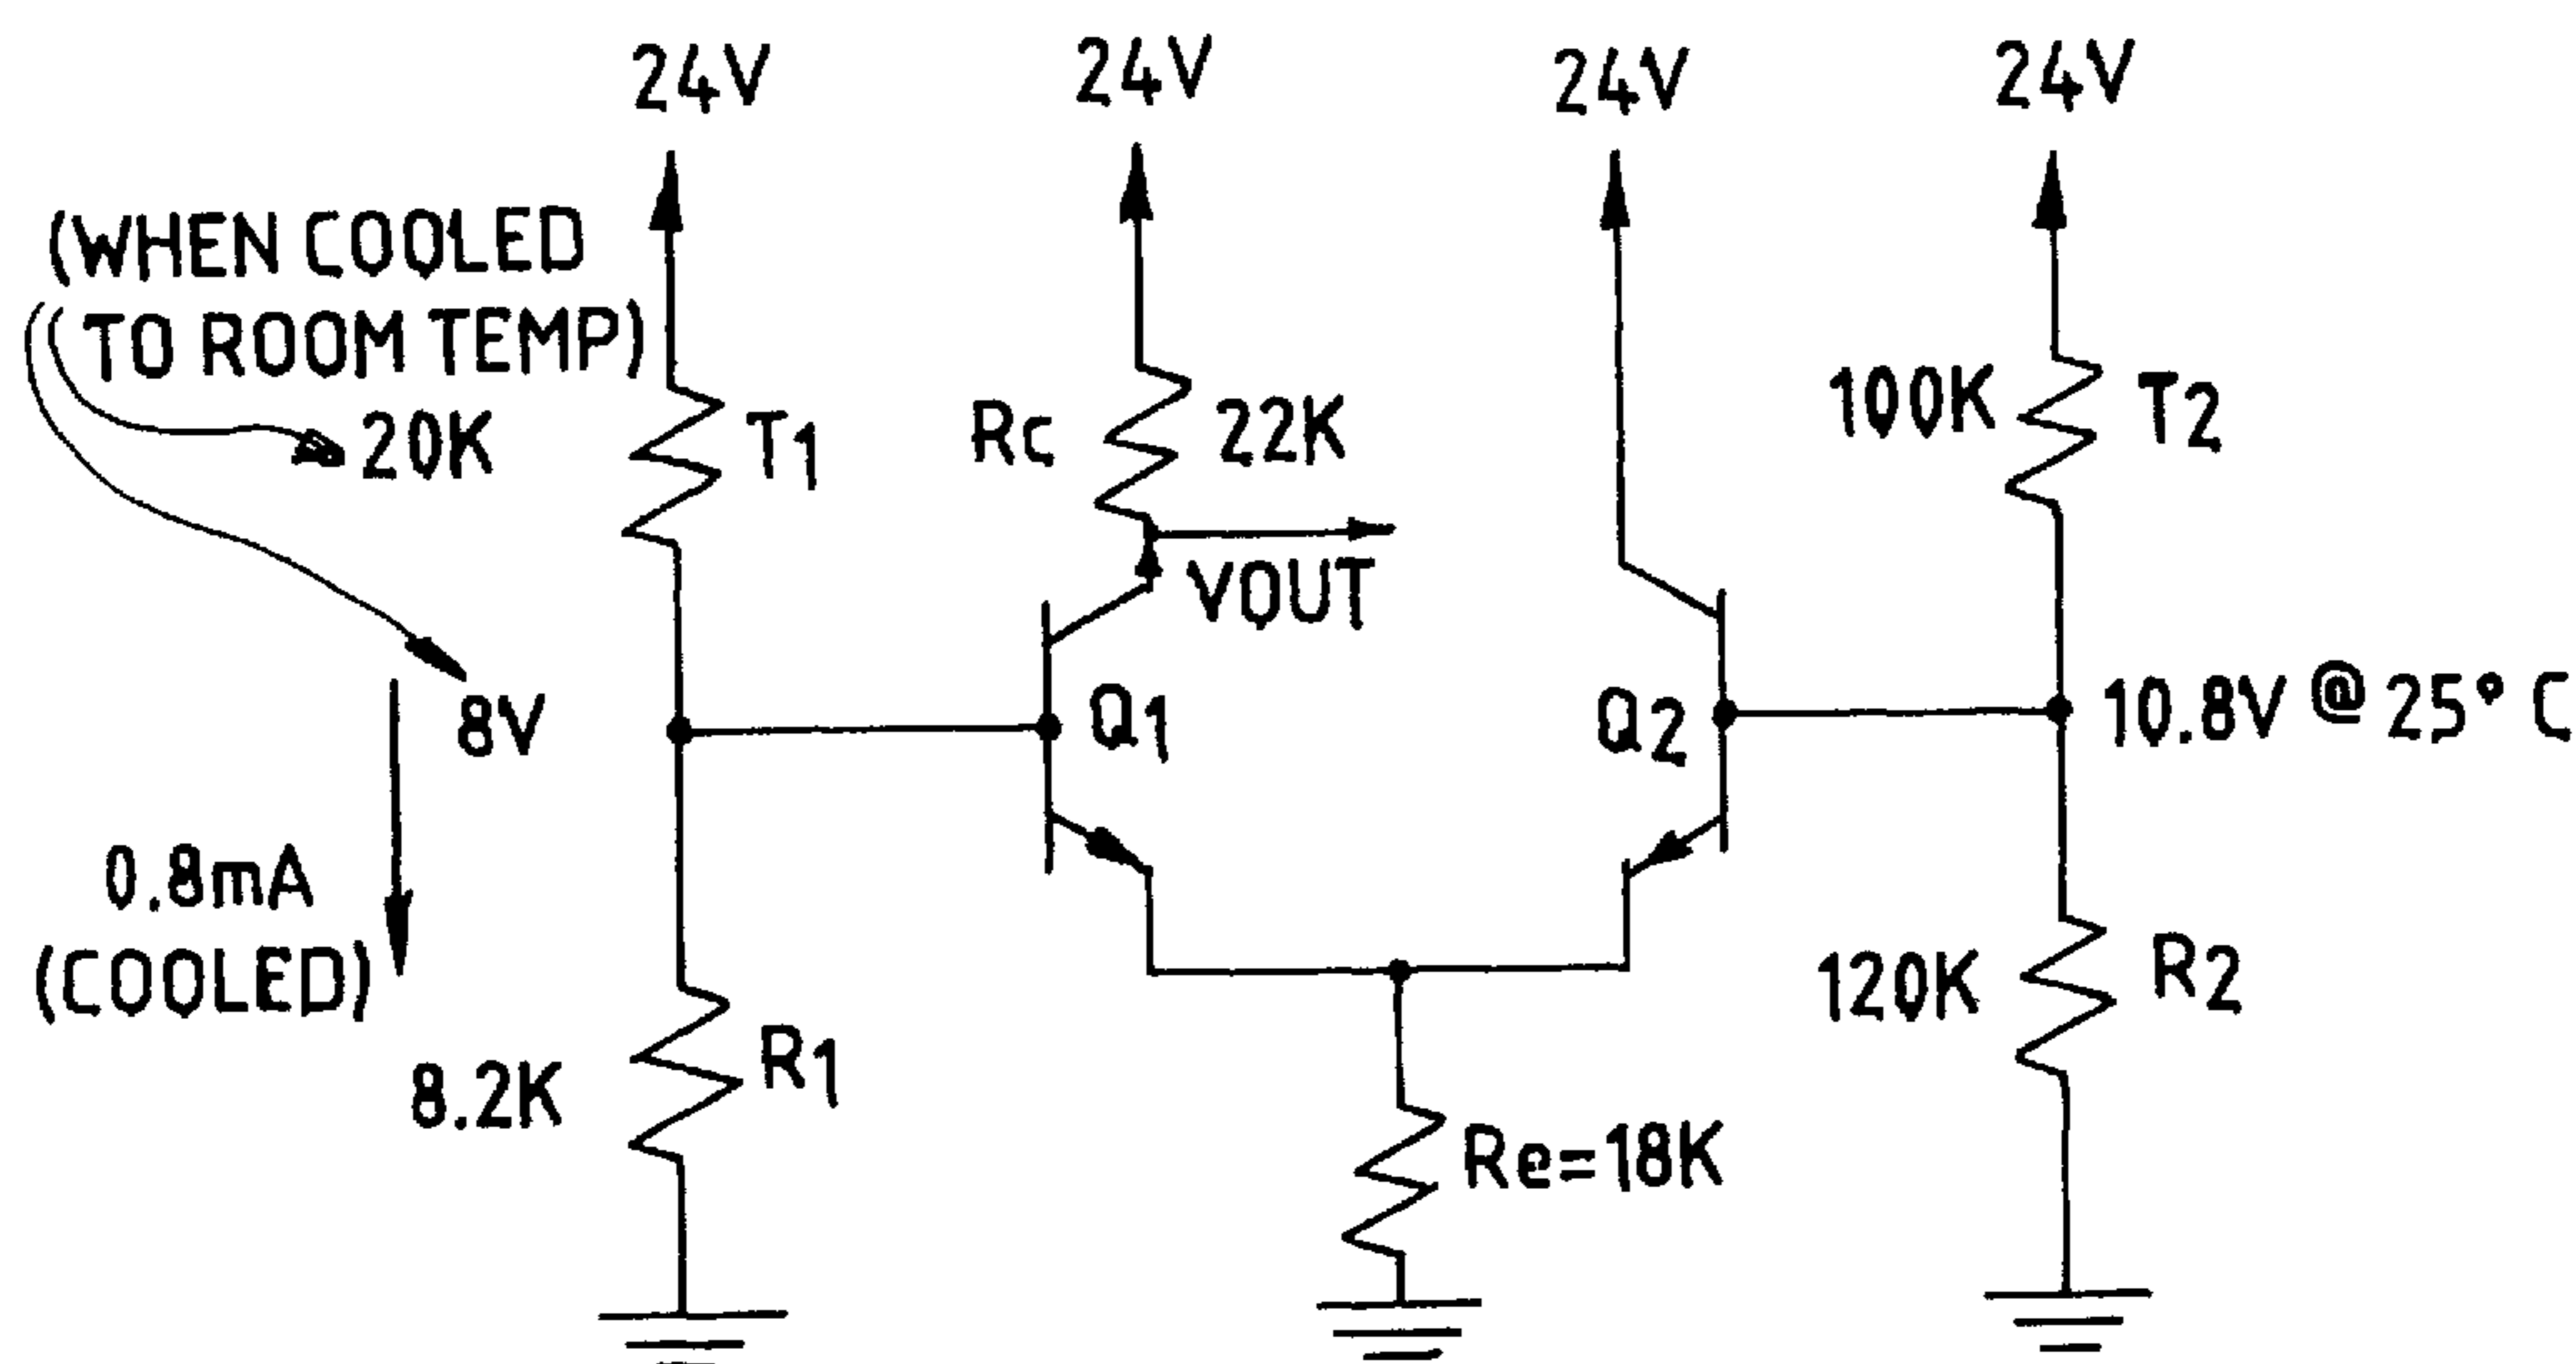 24V
24V
24V
24V
(WHEN COOLED
TO ROOM TEMP)
20K
T1
Rc
22K
100K
T2
VOUT
8V
Q1
Q2
10.8V @ 25° C
0.8mA
(COOLED)
8.2K
R1
Re=18K
120K
R2